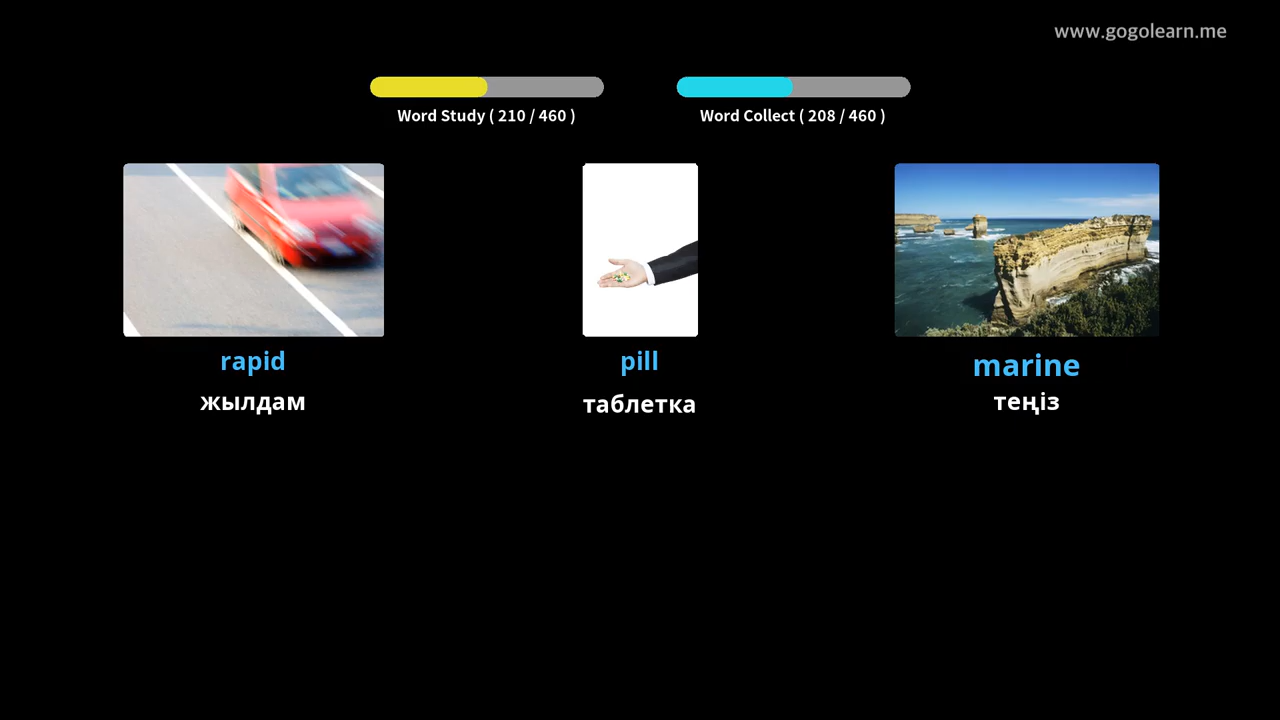 www.gogolearn.me
Word Study ( 210 / 460 )
Word Collect ( 208 / 460 )
rapid
жылдам
pill
таблетка
marine
теңіз